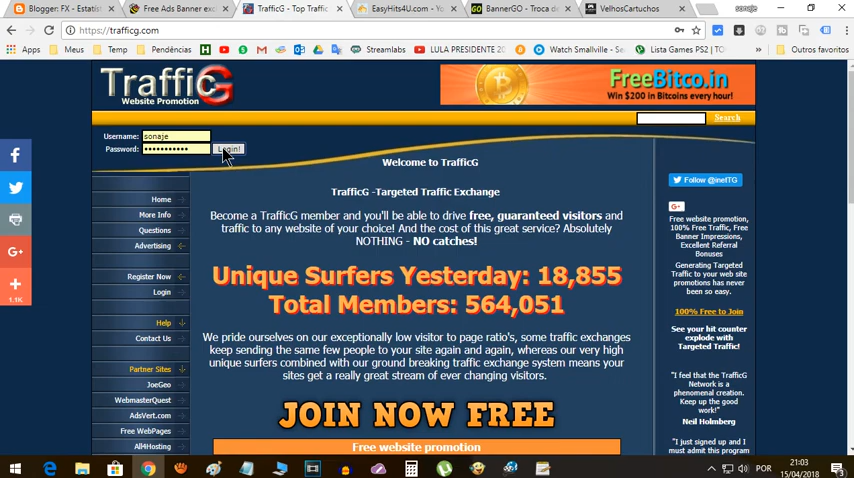 Blogger: FX - Estatist
Free Ads Banner exch
TrafficG - Top Traffic
EasyHits4U.com - You
BannerGO - Troca de
VelhosCartuchos
sonaje
https://trafficg.com
Apps
Meus
Temp
Pendências
Streamlabs
LULA PRESIDENTE 20
Watch Smallville - Seg
Lista Games PS2 | TO
»
Outros favoritos
TrafficG
Website Promotion
FreeBitco.in
Win $200 in Bitcoins every hour!
Search
Username:
sonaje
Password:
•••••••••••
Login!
Welcome to TrafficG
TrafficG -Targeted Traffic Exchange
Become a TrafficG member and you'll be able to drive free, guaranteed visitors and
traffic to any website of your choice! And the cost of this great service? Absolutely
NOTHING - NO catches!
Unique Surfers Yesterday: 18,855
Total Members: 564,051
We pride ourselves on our exceptionally low visitor to page ratio's, some traffic exchanges
keep sending the same few people to your site again and again, whereas our very high
unique surfers combined with our ground breaking traffic exchange system means your
sites get a really great stream of ever changing visitors.
JOIN NOW FREE
Free website promotion
Home
More Info
Questions
Advertising
Register Now
Login
Help
Contact Us
Partner Sites
JoeGeo
WebmasterQuest
AdsVert.com
Free WebPages
All4Hosting
1.1K
Follow @inetTG
G+
Free website promotion,
100% Free Traffic, Free
Banner Impressions,
Excellent Referral
Bonuses
Generating Targeted
Traffic to your web site
promotions has never
been so easy.
100% Free to Join
See your hit counter
explode with
Targeted Traffic!
"I feel that the TrafficG
Network is a
phenomenal creation.
Keep up the good
work!"
Neil Holmberg
"I just signed up and I
must admit this program
POR
21:03
15/04/2018
3